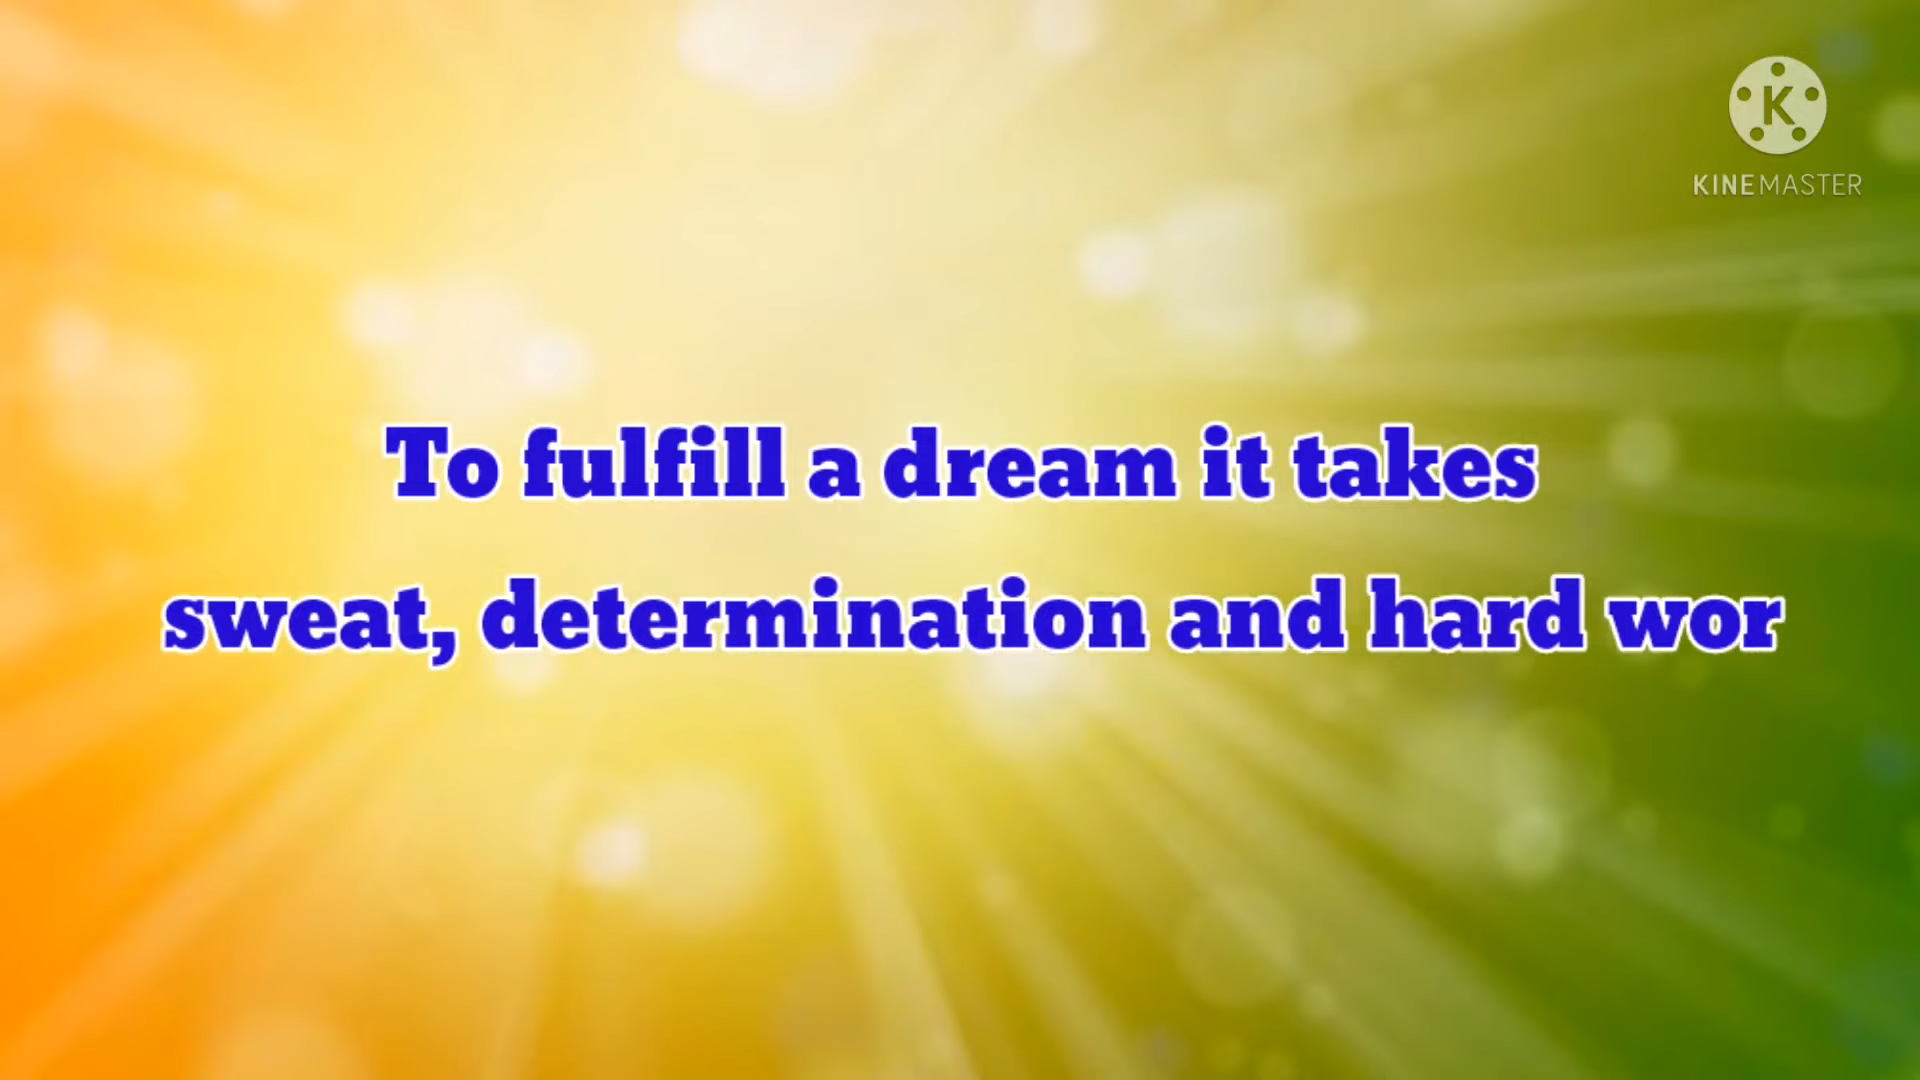 K
KINEMASTER
To fulfill a dream it takes
sweat, determination and hard wor